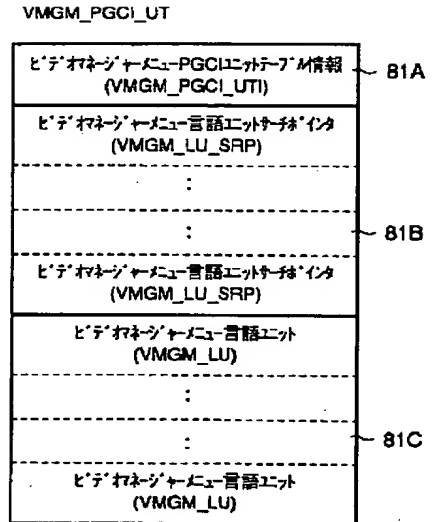 VMGM_PGCI_UT
ﾋﾞﾃﾞｵﾏﾈｰｼﾞｬｰﾒﾆｭｰPGCIﾕﾆｯﾄﾃｰﾌﾞﾙ情報
(VMGM_PGCI_UTI)
81A
ﾋﾞﾃﾞｵﾏﾈｰｼﾞｬｰﾒﾆｭｰ言語ﾕﾆｯﾄｻｰﾁﾎﾟｲﾝﾀ
(VMGM_LU_SRP)
:
:
81B
ﾋﾞﾃﾞｵﾏﾈｰｼﾞｬｰﾒﾆｭｰ言語ﾕﾆｯﾄｻｰﾁﾎﾟｲﾝﾀ
(VMGM_LU_SRP)
ﾋﾞﾃﾞｵﾏﾈｰｼﾞｬｰﾒﾆｭｰ言語ﾕﾆｯﾄ
(VMGM_LU)
:
:
81C
ﾋﾞﾃﾞｵﾏﾈｰｼﾞｬｰﾒﾆｭｰ言語ﾕﾆｯﾄ
(VMGM_LU)